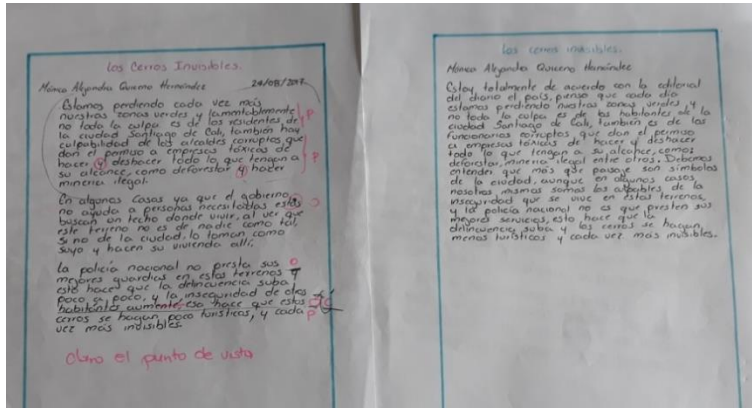 Los Cerros Invisibles.
Mónica Alejandra Quiceno Hernández 24/08/2017
Estamos perdiendo cada vez más
nuestras zonas verdes y lamentablemente
no toda la culpa es de los residentes de
la ciudad Santiago de Cali, también hay
culpabilidad de los alcaldes corruptos, que
dan el permiso a empresas tóxicas de
hacer y deshacer todo lo que tengan a
su alcance, como deforestar y hacer
minería ilegal.
En algunos casos ya que el gobierno
no ayuda a personas necesitadas estas
buscan un techo donde vivir, al ver que
este terreno no es de nadie como tal,
si no de la ciudad, lo toman como
suyo y hacen su vivienda allí.
La policía nacional no presta sus
mejores guardias en estos terrenos y
esto hace que la delincuencia suba
poco a poco, y la inseguridad de
habitantes aumente, esa hace que estos
cerros se hagan poco turísticos, y cada
vez más indisibles.
Claro el punto de vista
Los cerros invisibles.
Mónica Alejandra Quiceno Hernández
Estoy totalmente de acuerdo con la editorial
del diario el país, pienso que cada día
estamos perdiendo nuestras zonas verdes y
no toda la culpa es de los habitantes de la
ciudad Santiago de Cali, también es de los
funcionarios corruptos que dan el permiso
a empresas tóxicas de hacer y deshacer
todo lo que tengan a su alcance, como
deforestar, minería ilegal entre otros. Debemos
entender que más que paisaje son símbolos
de la ciudad, aunque en algunos casos
nosotros mismos somos los culpables, de la
inseguridad que se vive en estos terrenos,
y la policía nacional no es que presten sus
mejores servicios, esto hace que la
delincuencia suba y los cerros se hagan
menos turísticos y cada vez más invisibles.